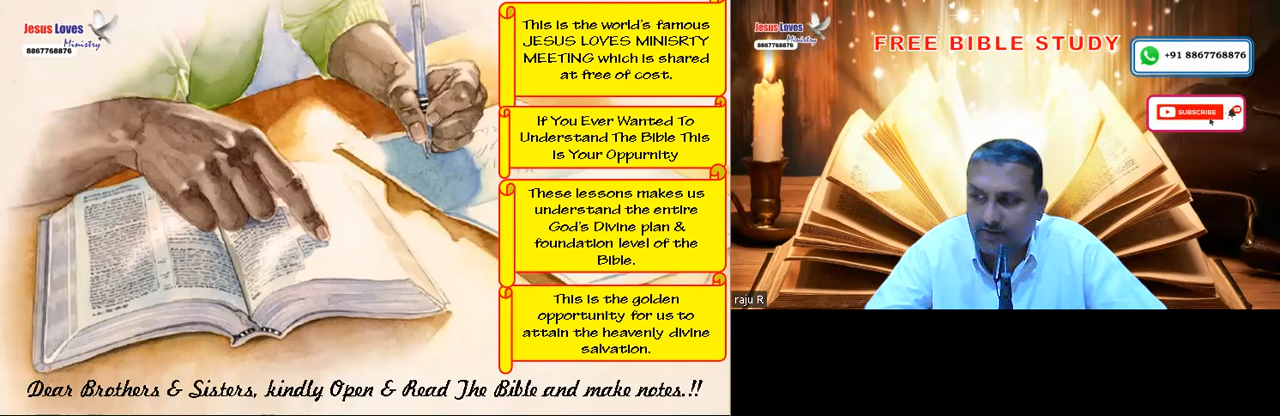 Jesus Loves
Ministry
8867768876
This is the world's famous
JESUS LOVES MINISRTY
MEETING which is shared
at free of cost.
If You Ever Wanted To
Understand The Bible This
is Your Oppurnity
These lessons makes us
understand the entire
God's Divine plan &
foundation level of the
Bible.
This is the golden
opportunity for us to
attain the heavenly divine
salvation.
Dear Brothers & Sisters, kindly Open & Read The Bible and make notes.!!
Jesus Loves
Ministry
8867768876
FREE BIBLE STUDY
+91 8867768876
SUBSCRIBE
raju R